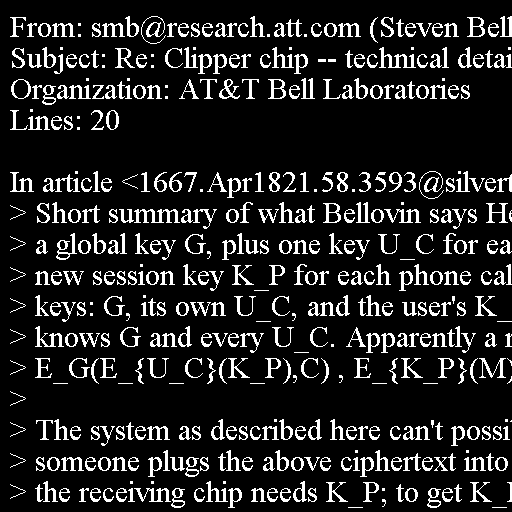 From: smb@research.att.com (Steven Bell
Subject: Re: Clipper chip -- technical detai
Organization: AT&T Bell Laboratories
Lines: 20

In article <1667.Apr1821.58.3593@silvert
> Short summary of what Bellovin says He
> a global key G, plus one key U_C for ea
> new session key K_P for each phone cal
> keys: G, its own U_C, and the user's K_
> knows G and every U_C. Apparently a
> E_G(E_{U_C}(K_P),C) , E_{K_P}(M)
>
> The system as described here can't possi
> someone plugs the above ciphertext into
> the receiving chip needs K_P; to get K_